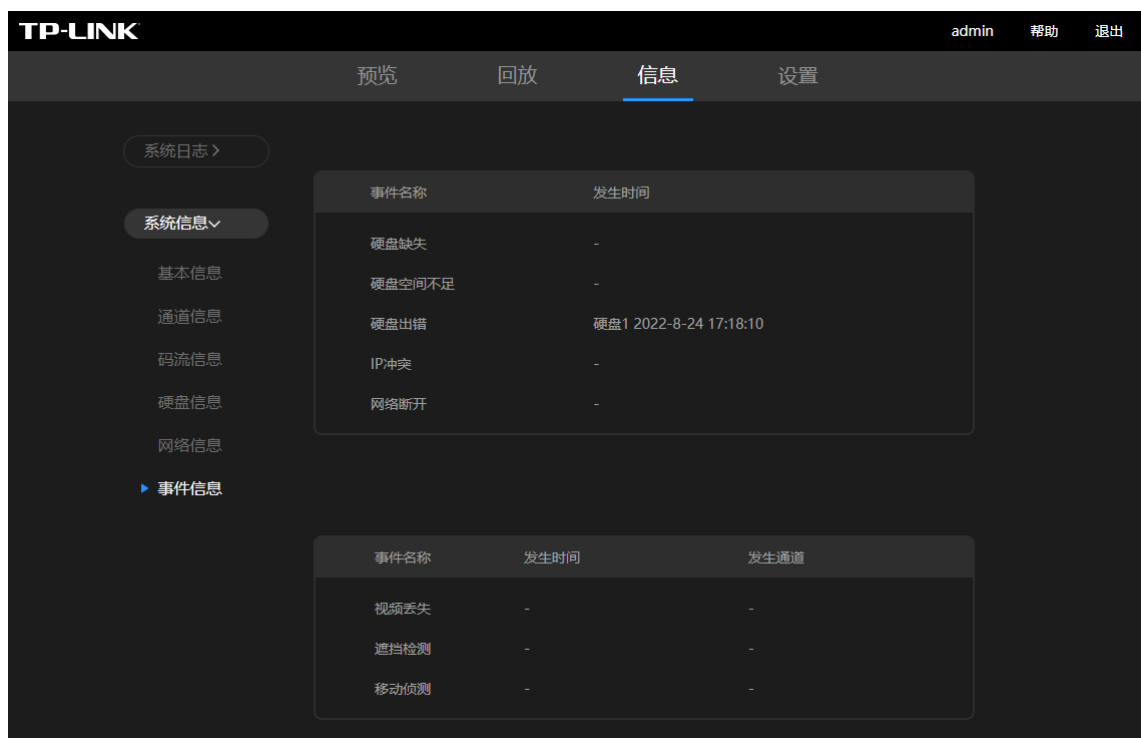 TP-LINK admin 帮助 退出
预览 回放 信息 设置
系统日志
系统信息
基本信息
通道信息
码流信息
硬盘信息
网络信息
事件信息
事件名称 发生时间
硬盘缺失 -
硬盘空间不足 -
硬盘出错 硬盘1 2022-8-24 17:18:10
IP冲突 -
网络断开 -
事件名称 发生时间 发生通道
视频丢失 - -
遮挡检测 - -
移动侦测 - -